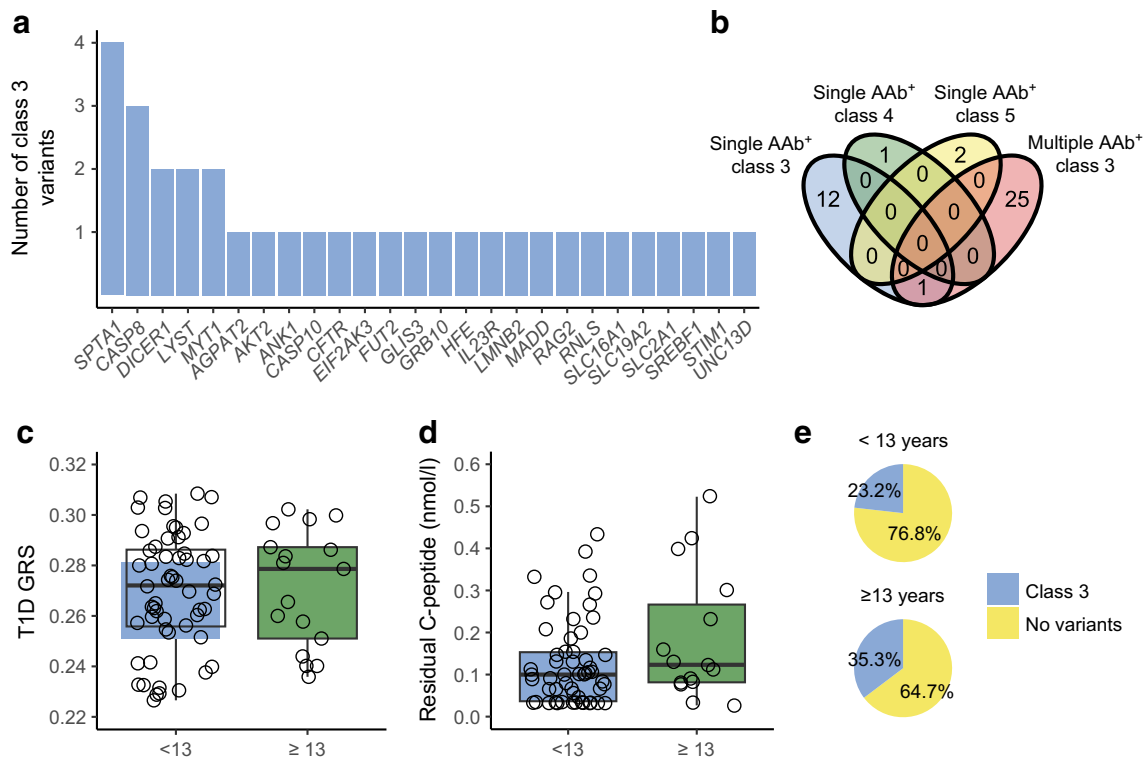 a
Number of class 3
variants
4
3
2
1
SPTA1
CASP8
DICER1
LYST
MYT1
AGPAT2
AKT2
ANK1
CASP10
CFTR
EIF2AK3
FUT2
GLIS3
GRB10
HFE
IL23R
LMNB2
MADD
RAG2
RNLS
SLC16A1
SLC19A2
SLC2A1
SREBF1
STIM1
UNC13D
b
Single AAb+
class 3
Single AAb+
class 4
Single AAb+
class 5
Multiple AAb+
class 3
1 2
0 0 0
12 25
0 0
0
0 0
0 0
1
c
T1D GRS
0.32
0.30
0.28
0.26
0.24
0.22
<13 ≥ 13
d
Residual C-peptide (nmol/l)
0.6
0.5
0.4
0.3
0.2
0.1
0.0
<13 ≥ 13
e
< 13 years
23.2%
76.8%
≥13 years
35.3%
64.7%
Class 3
No variants